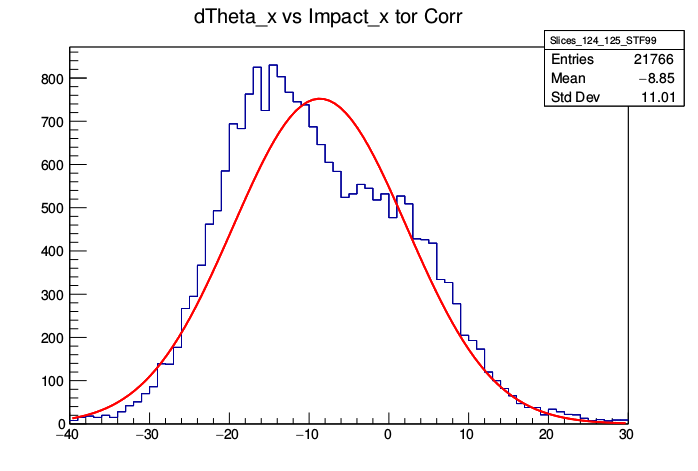 dTheta_x vs Impact_x tor Corr
Slices_124_125_STF99
Entries 21766
Mean −8.85
Std Dev 11.01
800
700
600
500
400
300
200
100
0
−40 −30 −20 −10 0 10 20 30